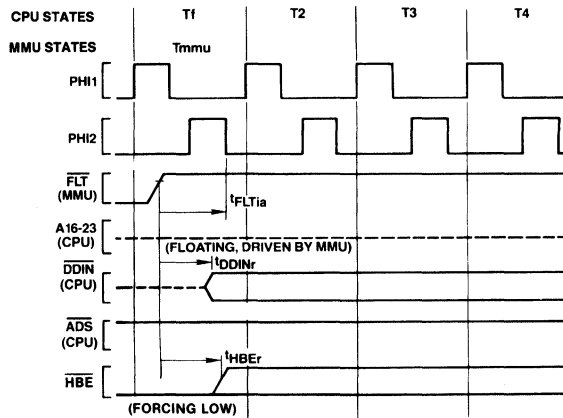 CPU STATES Tf T2 T3 T4
MMU STATES Tmmu
PHI1
PHI2
FLT
(MMU)
tFLTia
A16-23
(CPU)
(FLOATING, DRIVEN BY MMU)
DDIN
(CPU)
tDDINr
ADS
(CPU)
tHBEr
HBE
(FORCING LOW)